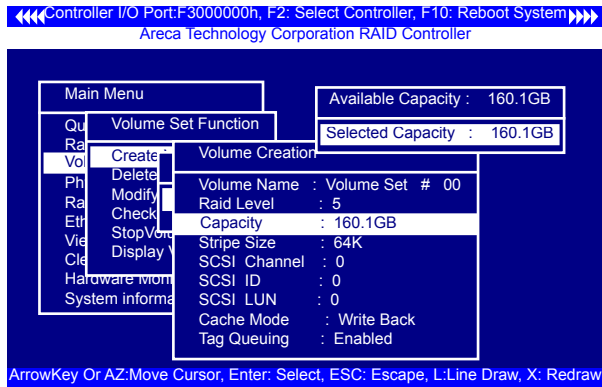 Controller I/O Port:F3000000h, F2: Select Controller, F10: Reboot System
Areca Technology Corporation RAID Controller
Main Menu
Volume Set Function
Create
Delete
Modify
Check
Display
Hardware
System
Volume Creation
Volume Name : Volume Set # 00
Raid Level : 5
Capacity : 160.1GB
Stripe Size : 64K
SCSI Channel : 0
SCSI ID : 0
SCSI LUN : 0
Cache Mode : Write Back
Tag Queuing : Enabled
Available Capacity : 160.1GB
Selected Capacity : 160.1GB
ArrowKey Or AZ:Move Cursor, Enter: Select, ESC: Escape, L:Line Draw, X: Redraw